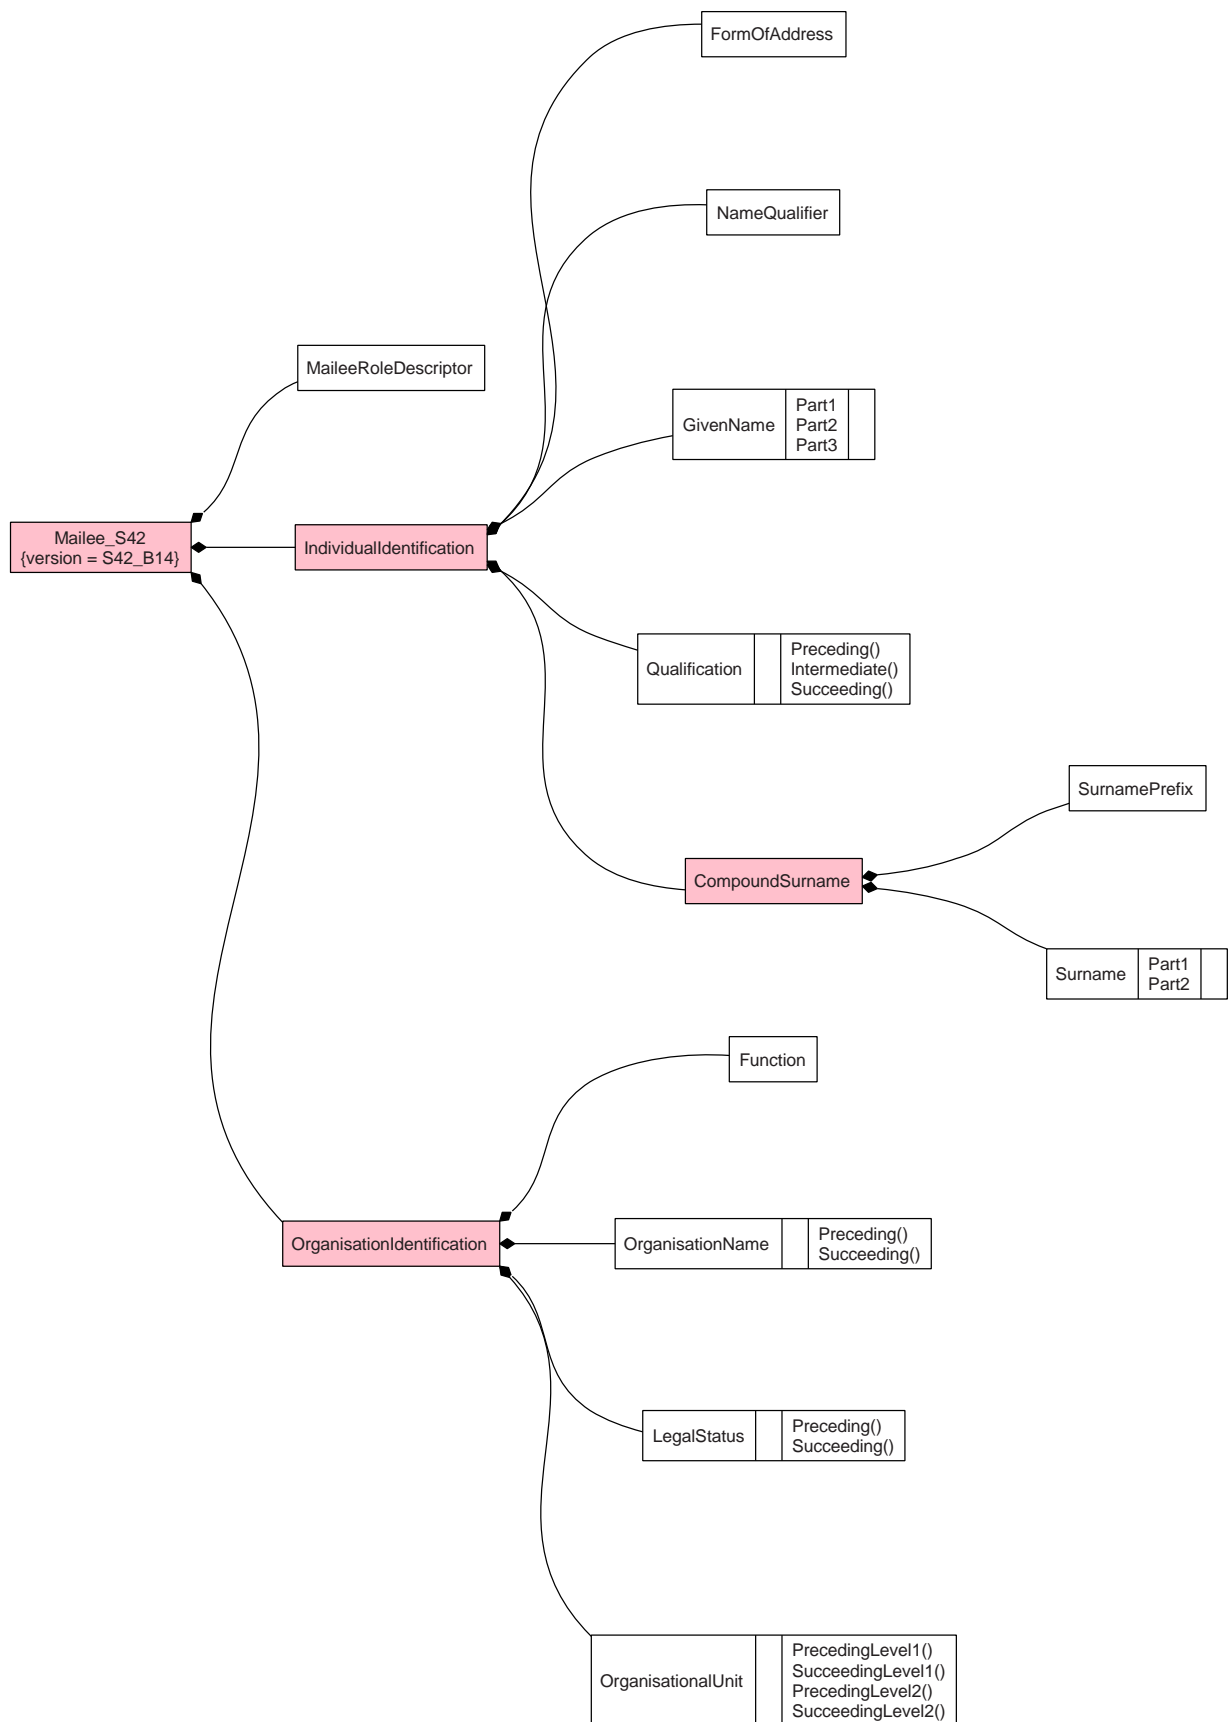 FormOfAddress
NameQualifier
MaileeRoleDescriptor
GivenName
Part1
Part2
Part3
Mailee_S42
{version = S42_B14}
IndividualIdentification
Qualification
Preceding()
Intermediate()
Succeeding()
SurnamePrefix
CompoundSurname
Surname
Part1
Part2
Function
OrganisationIdentification
OrganisationName
Preceding()
Succeeding()
LegalStatus
Preceding()
Succeeding()
OrganisationalUnit
PrecedingLevel1()
SucceedingLevel1()
PrecedingLevel2()
SucceedingLevel2()